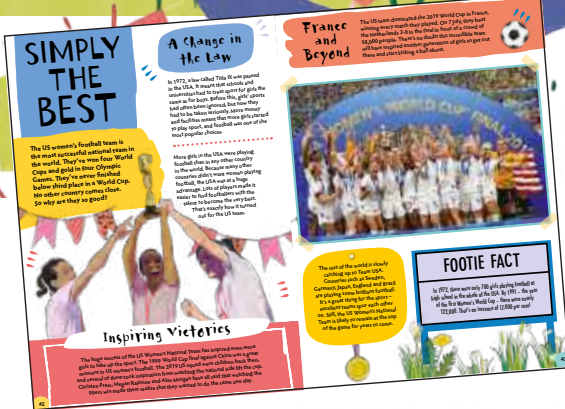 SIMPLY
THE
BEST
The US women's football team is
the most successful national team in
the world. They've won four World
Cups and gold in four Olympic
Games. They've never finished
below third place in a World Cup.
No other country comes close.
So why are they so good?
A Change in
the Law
In 1972, a law called Title IX was passed
in the USA. It meant that schools and
universities had to treat sport for girls the
same as for boys. Before this, girls' sports
had often been ignored, but now they
had to be taken seriously. More money
and facilities meant that more girls started
to play sport, and football was one of the
most popular choices.
More girls in the USA were playing
football than in any other country
in the world. Because many other
countries didn't want women playing
football, the USA was at a huge
advantage. Lots of players made it
easier to find footballers with the
talent to become the very best.
That's exactly how it turned
out for the US team.
Inspiring Victories
The huge success of the US Women's National Team has inspired even more
girls to take up the sport. The 1999 World Cup final against China was a great
moment in US women's football. The 2019 US squad were children back then,
and several of them took inspiration from watching the national side lift the cup.
Christen Press, Megan Rapinoe and Alex Morgan have all said that watching the
99ers win made them realise that they wanted to do the same one day.
42
France
and
Beyond
The US team dominated the 2019 World Cup in France,
winning every match they played. On 7 July, they beat
the Netherlands 2-0 in the final in front of a crowd of
58,000 people. There's no doubt that incredible team
will have inspired another generation of girls to get out
there and start kicking a ball about.
The rest of the world is slowly
catching up to Team USA.
Countries such as Sweden,
Germany, Japan, England and Brazil
are playing some brilliant football.
It's a great thing for the sport –
excellent teams spur each other
on. Still, the US Women's National
Team is likely to remain at the top
of the game for years to come.
FOOTIE FACT
In 1972, there were only 700 girls playing football at
high school in the whole of the USA. By 1991 – the year
of the first Women's World Cup – there were nearly
122,000. That's an increase of 17,000 per cent!